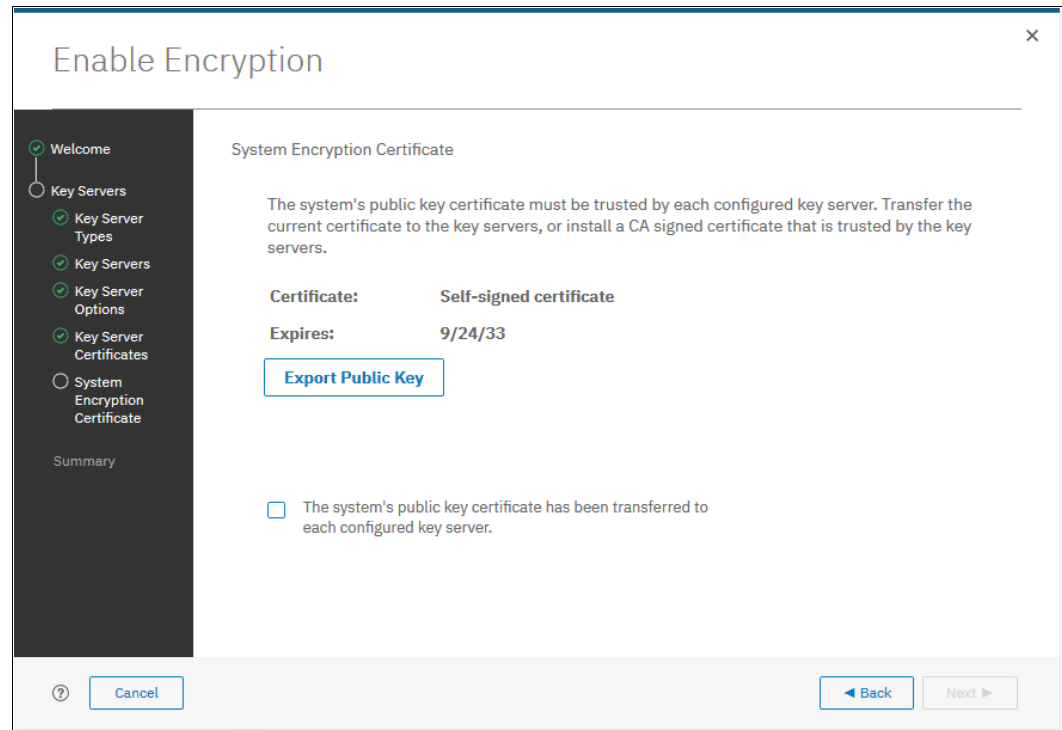 Enable Encryption
×
Welcome
Key Servers
Key Server
Types
Key Servers
Key Server
Options
Key Server
Certificates
System
Encryption
Certificate
Summary
System Encryption Certificate
The system's public key certificate must be trusted by each configured key server. Transfer the
current certificate to the key servers, or install a CA signed certificate that is trusted by the key
servers.
Certificate: Self-signed certificate
Expires: 9/24/33
Export Public Key
The system's public key certificate has been transferred to
each configured key server.
? Cancel ◀ Back Next ▶